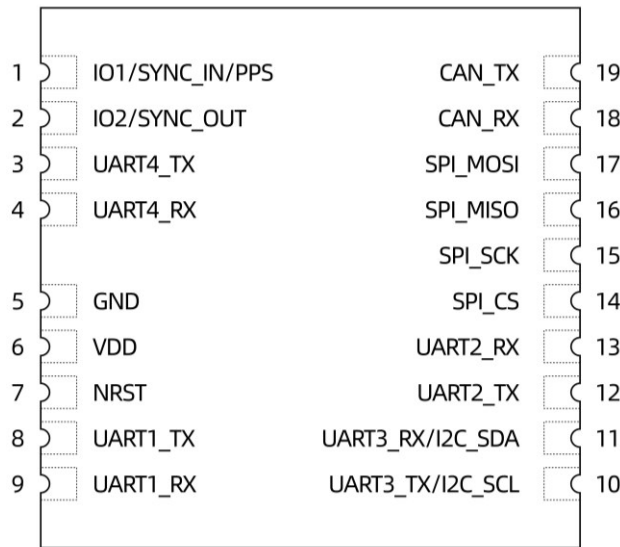 1 IO1/SYNC_IN/PPS CAN_TX 19
2 IO2/SYNC_OUT CAN_RX 18
3 UART4_TX SPI_MOSI 17
4 UART4_RX SPI_MISO 16
SPI_SCK 15
5 GND SPI_CS 14
6 VDD UART2_RX 13
7 NRST UART2_TX 12
8 UART1_TX UART3_RX/I2C_SDA 11
9 UART1_RX UART3_TX/I2C_SCL 10